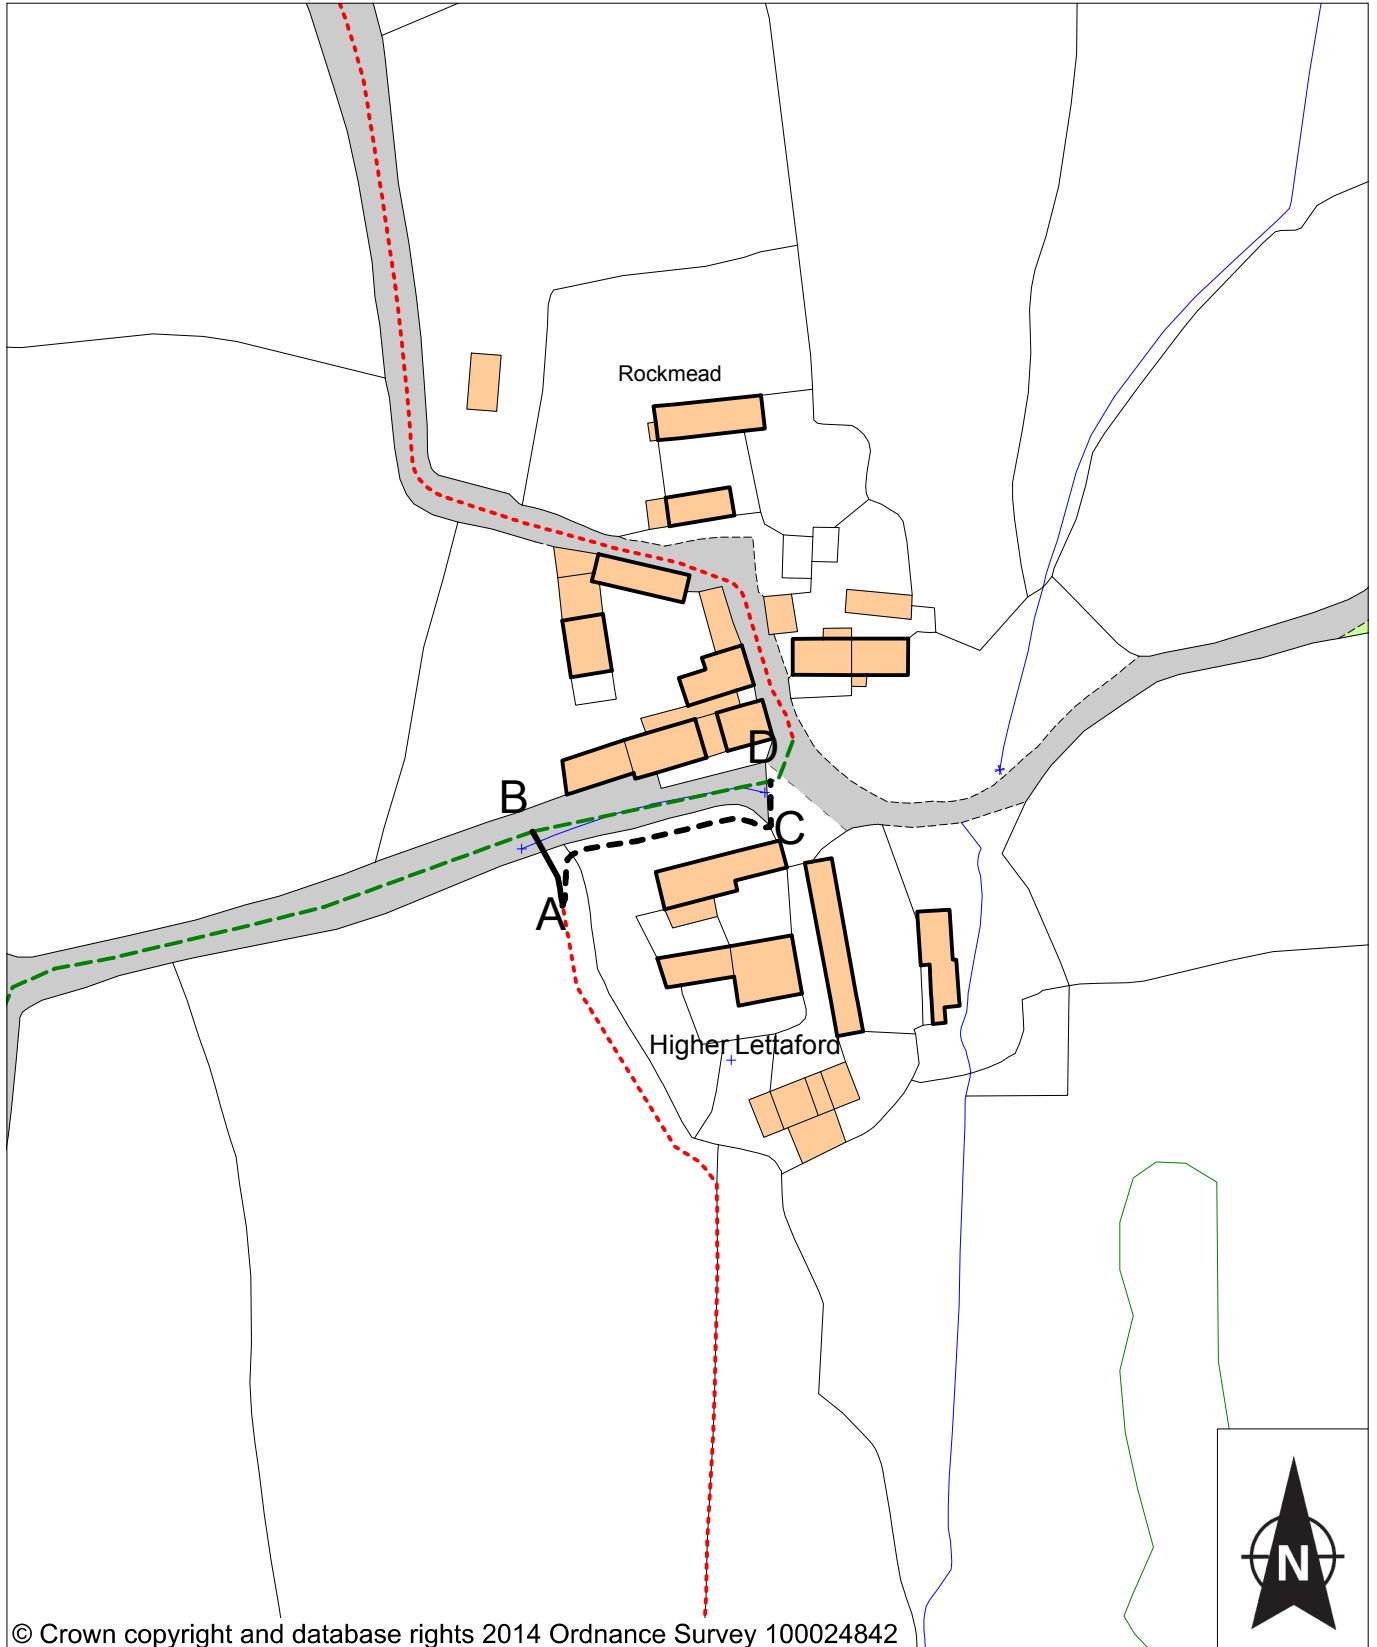 Rockmead
D
B
C
A
Higher Lettaford
N
© Crown copyright and database rights 2014 Ordnance Survey 100024842